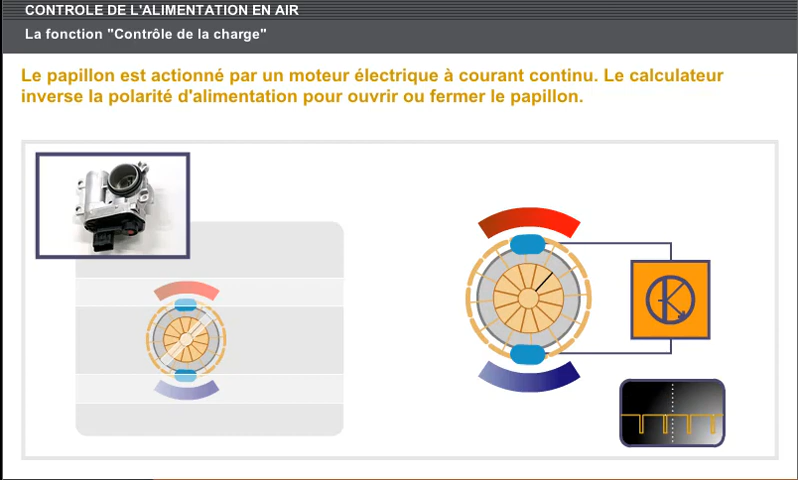 CONTROLE DE L'ALIMENTATION EN AIR
La fonction "Contrôle de la charge"
Le papillon est actionné par un moteur électrique à courant continu. Le calculateur
inverse la polarité d'alimentation pour ouvrir ou fermer le papillon.